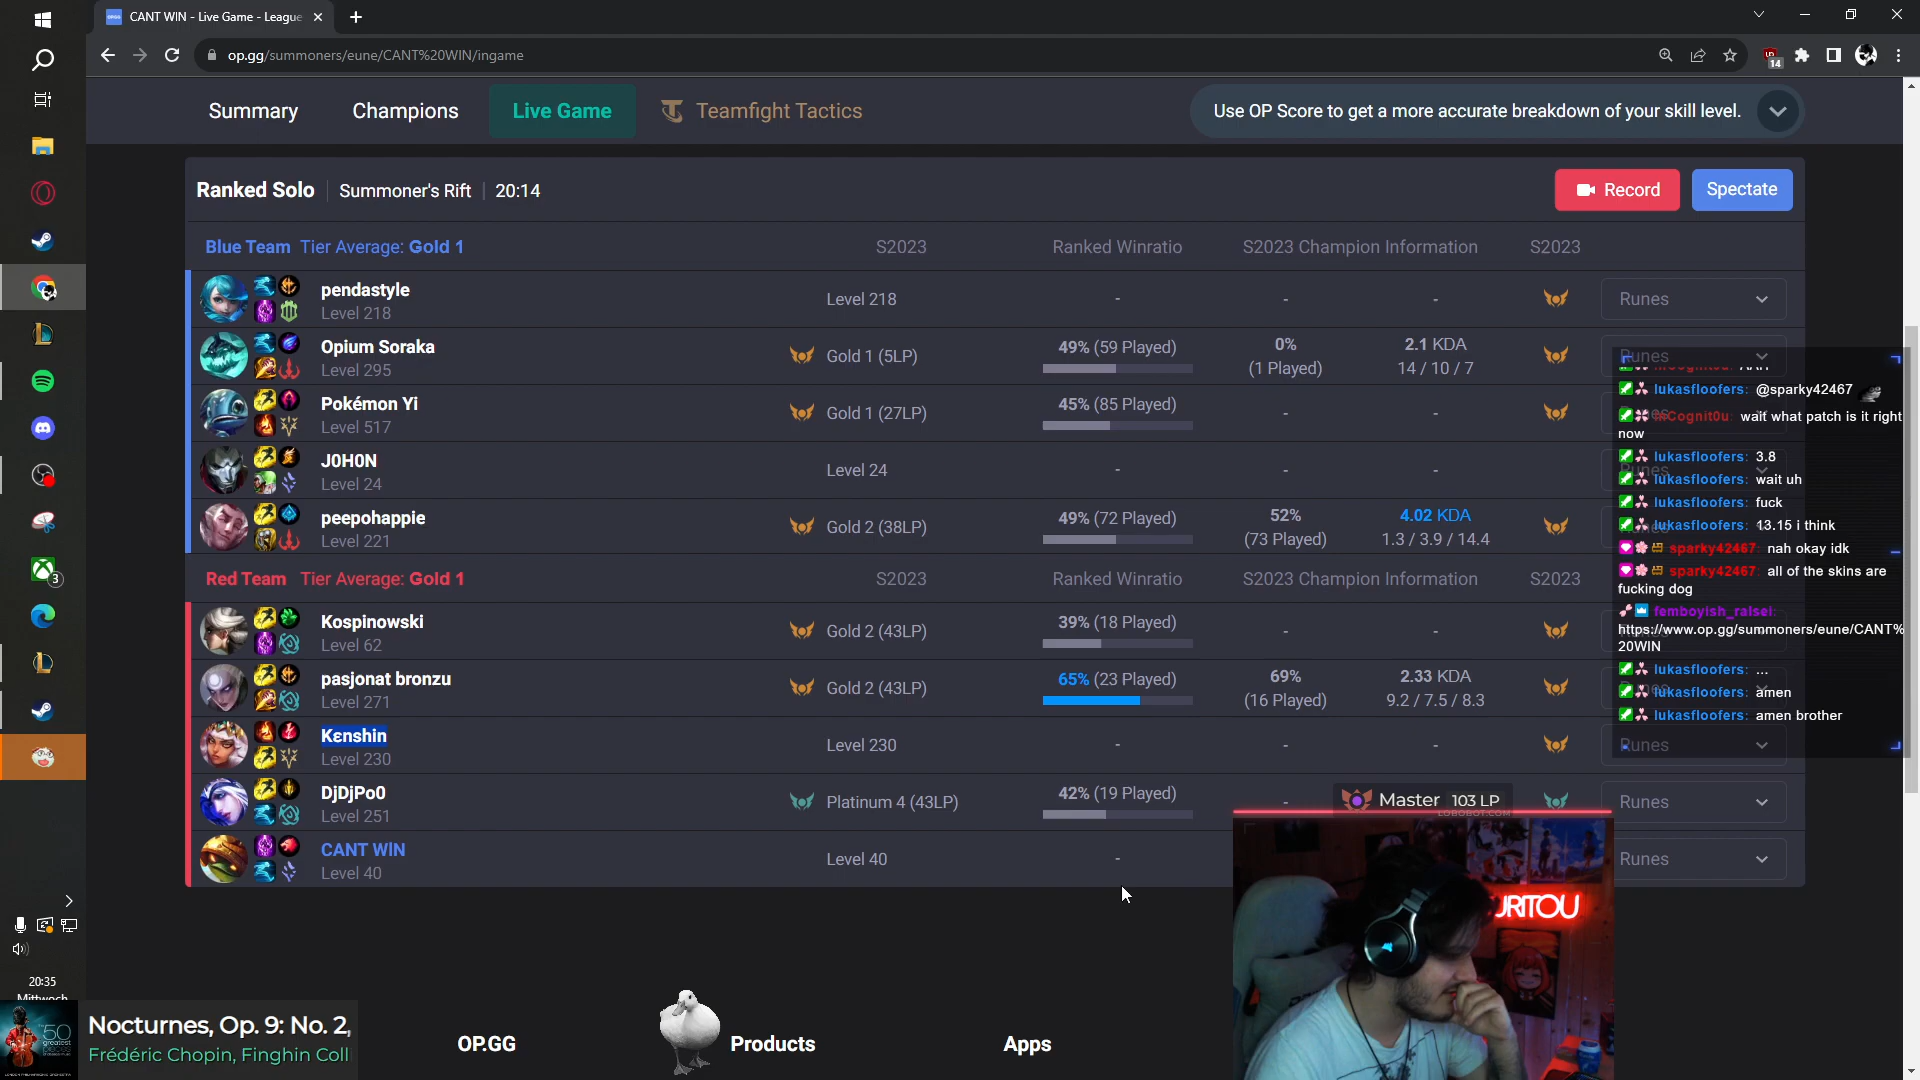 CANT WIN - Live Game - League
op.gg/summoners/eune/CANT%20WIN/ingame
14
Summary
Champions
Live Game
Teamfight Tactics
Use OP Score to get a more accurate breakdown of your skill level.
Ranked Solo
Summoner's Rift
20:14
Record
Spectate
Blue Team Tier Average: Gold 1
S2023
Ranked Winratio
S2023 Champion Information
S2023
pendastyle
Level 218
Level 218
-
-
-
Runes
Opium Soraka
Level 295
Gold 1 (5LP)
49% (59 Played)
0%
(1 Played)
2.1 KDA
14 / 10 / 7
Runes
Pokémon Yi
Level 517
Gold 1 (27LP)
45% (85 Played)
-
-
J0H0N
Level 24
Level 24
-
-
-
peepohappie
Level 221
Gold 2 (38LP)
49% (72 Played)
52%
(73 Played)
4.02 KDA
1.3 / 3.9 / 14.4
Red Team Tier Average: Gold 1
S2023
Ranked Winratio
S2023 Champion Information
S2023
Kospinowski
Level 62
Gold 2 (43LP)
39% (18 Played)
-
-
pasjonat bronzu
Level 271
Gold 2 (43LP)
65% (23 Played)
69%
(16 Played)
2.33 KDA
9.2 / 7.5 / 8.3
Kεnshin
Level 230
Level 230
-
-
-
Runes
DjDjPo0
Level 251
Platinum 4 (43LP)
42% (19 Played)
-
Runes
CANT WlN
Level 40
Level 40
-
Runes
lukasfloofers: @sparky42467
wait what patch is it right
now
lukasfloofers: 3.8
lukasfloofers: wait uh
lukasfloofers: fuck
lukasfloofers: 13.15 i think
sparky42467: nah okay idk
sparky42467: all of the skins are
fucking dog
femboyish_ralsei:
https://www.op.gg/summoners/eune/CANT%
20WIN
lukasfloofers: ...
lukasfloofers: amen
lukasfloofers: amen brother
Master 103 LP
LOBOBOT.COM
URITOU
3
20:35
Mittwoch
50
Nocturnes, Op. 9: No. 2,
Frédéric Chopin, Finghin Coll
OP.GG
Products
Apps